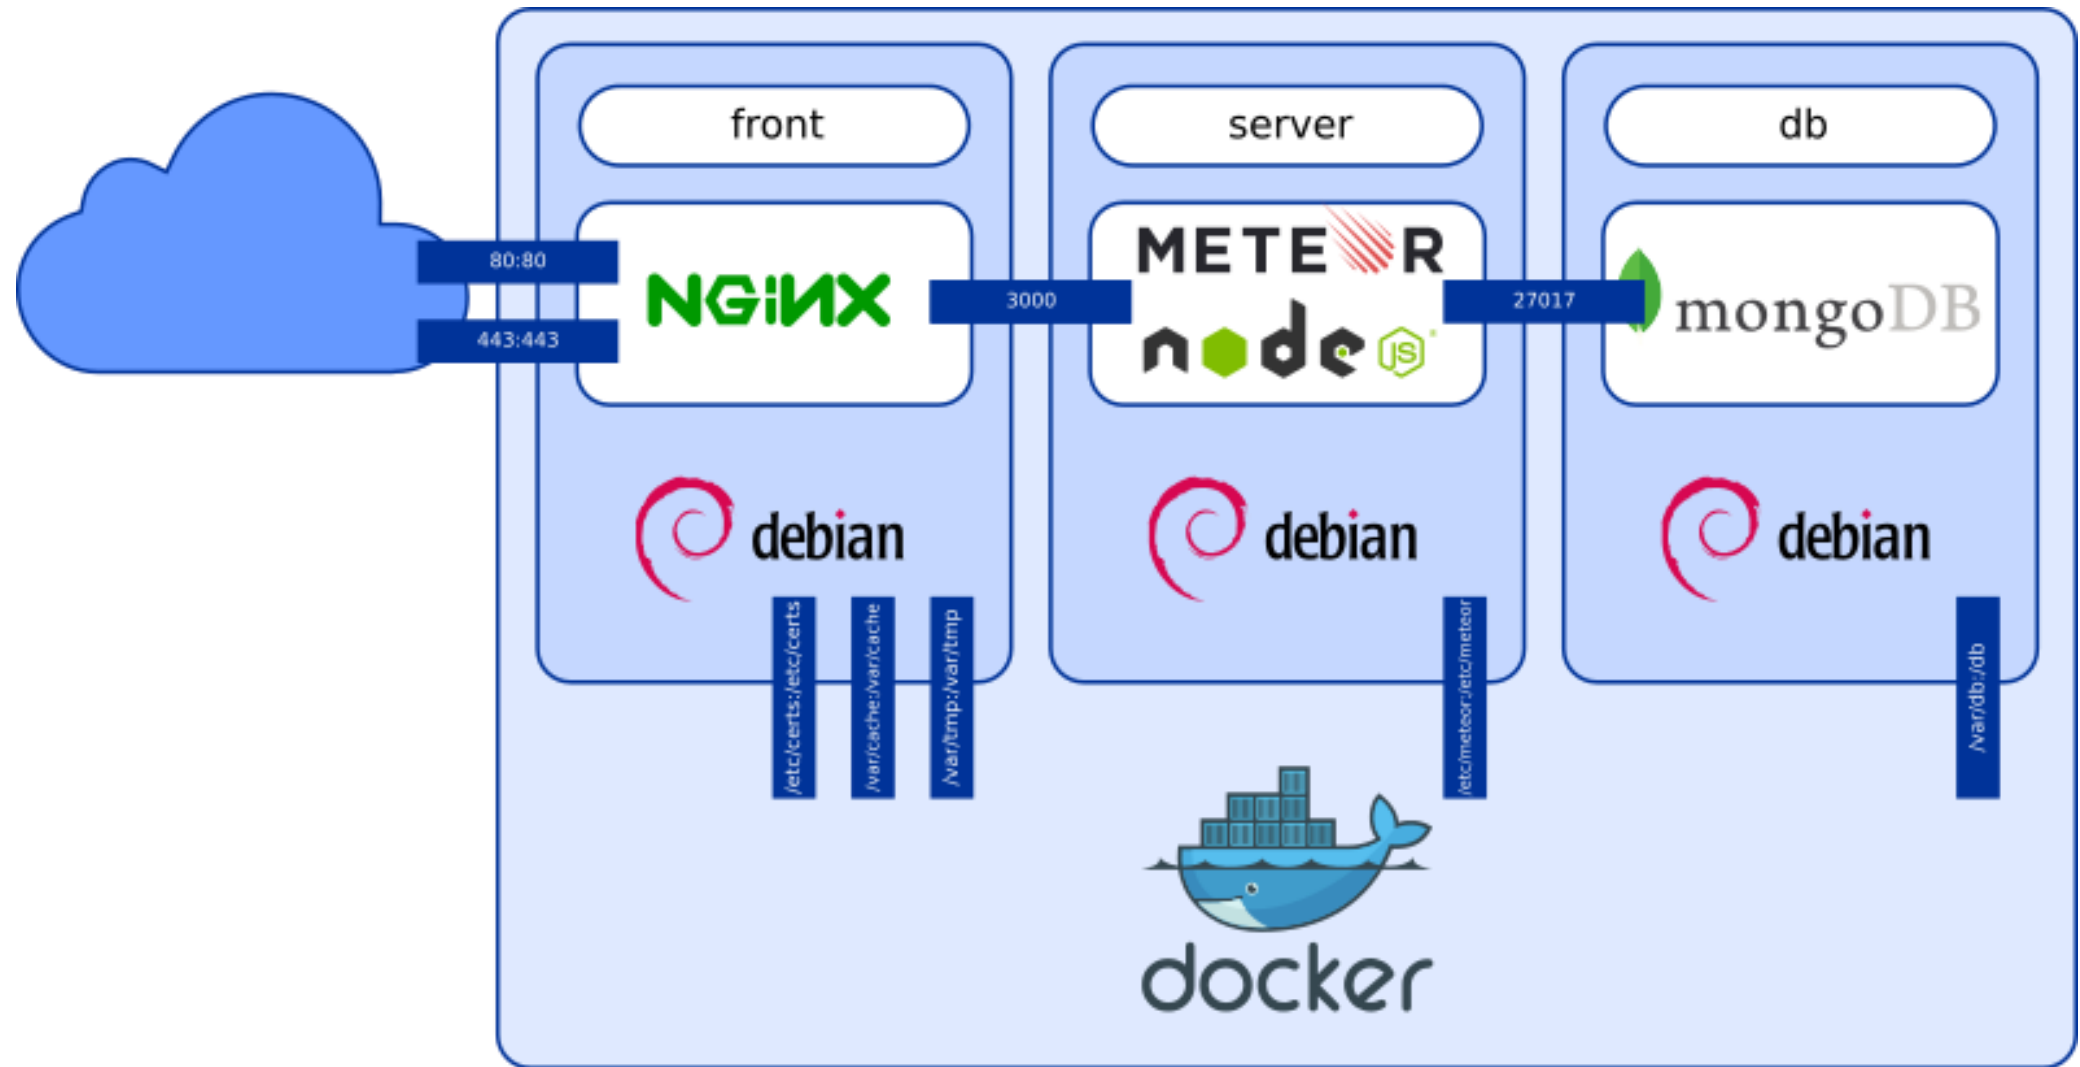 front
server
db
80:80
443:443
NGiNX
3000
METEOR
node
JS
27017
mongoDB
debian
debian
debian
/etc/certs:/etc/certs
/var/cache:/var/cache
/var/tmp:/var/tmp
/etc/meteor:/etc/meteor
/var/db:/db
docker